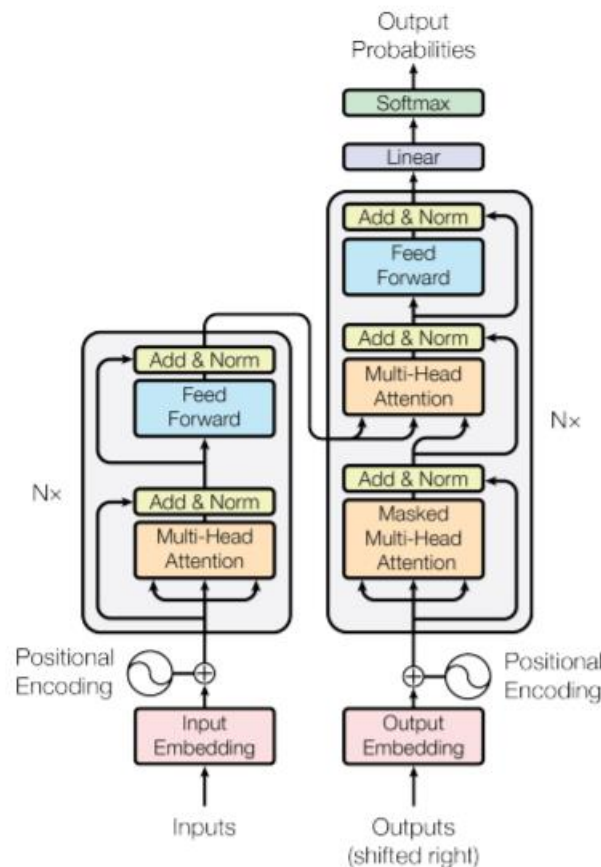 Output
Probabilities
Softmax
Linear
Add & Norm
Feed
Forward
Add & Norm
Multi-Head
Attention
Nx
Add & Norm
Masked
Multi-Head
Attention
Add & Norm
Feed
Forward
Nx
Add & Norm
Multi-Head
Attention
Positional
Encoding
Positional
Encoding
Input
Embedding
Output
Embedding
Inputs
Outputs
(shifted right)